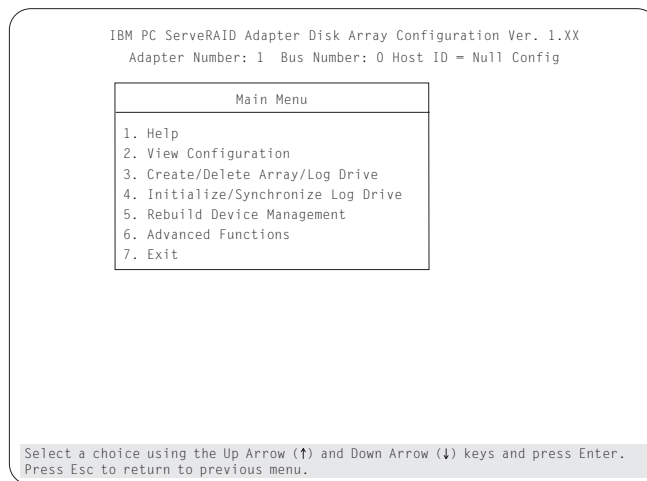 IBM PC ServeRAID Adapter Disk Array Configuration Ver. 1.XX
Adapter Number: 1 Bus Number: 0 Host ID = Null Config
Main Menu
1. Help
2. View Configuration
3. Create/Delete Array/Log Drive
4. Initialize/Synchronize Log Drive
5. Rebuild Device Management
6. Advanced Functions
7. Exit
Select a choice using the Up Arrow (↑) and Down Arrow (↓) keys and press Enter.
Press Esc to return to previous menu.